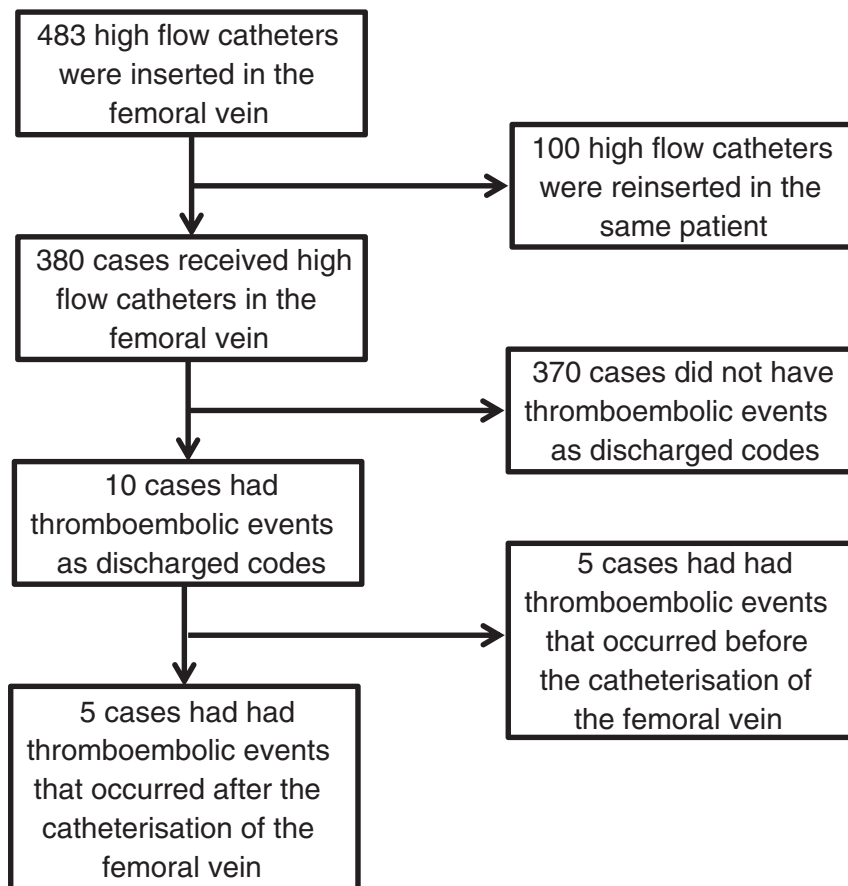 483 high flow catheters
were inserted in the
femoral vein
100 high flow catheters
were reinserted in the
same patient
380 cases received high
flow catheters in the
femoral vein
370 cases did not have
thromboembolic events
as discharged codes
10 cases had
thromboembolic events
as discharged codes
5 cases had had
thromboembolic events
that occurred before
the catheterisation of
the femoral vein
5 cases had had
thromboembolic events
that occurred after the
catheterisation of the
femoral vein